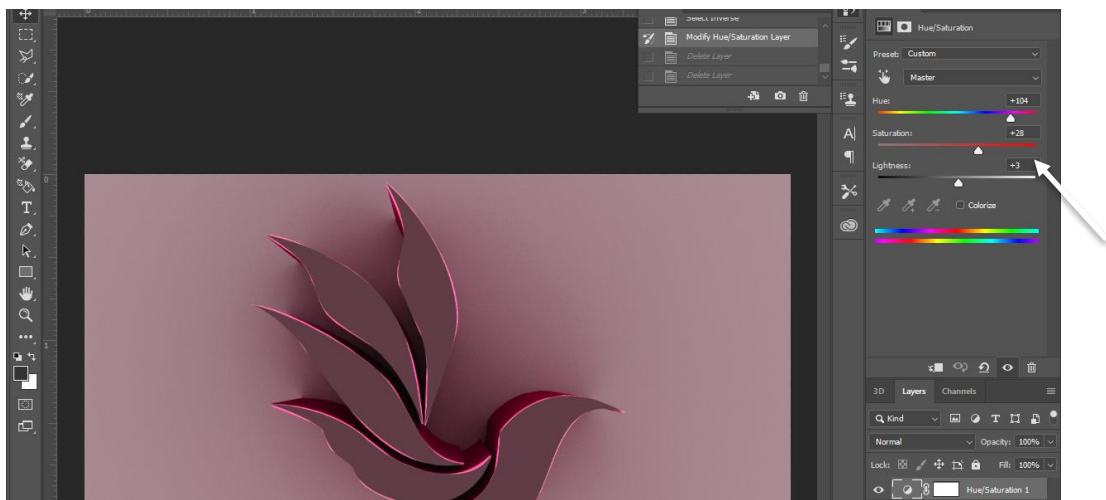 Select Inverse
Modify Hue/Saturation Layer
Delete Layer
Delete Layer
Hue/Saturation
Preset: Custom
Master
Hue: +104
Saturation: +28
Lightness: +3
Colorize
3D Layers Channels
Kind
Normal Opacity: 100%
Lock: Fill: 100%
Hue/Saturation 1